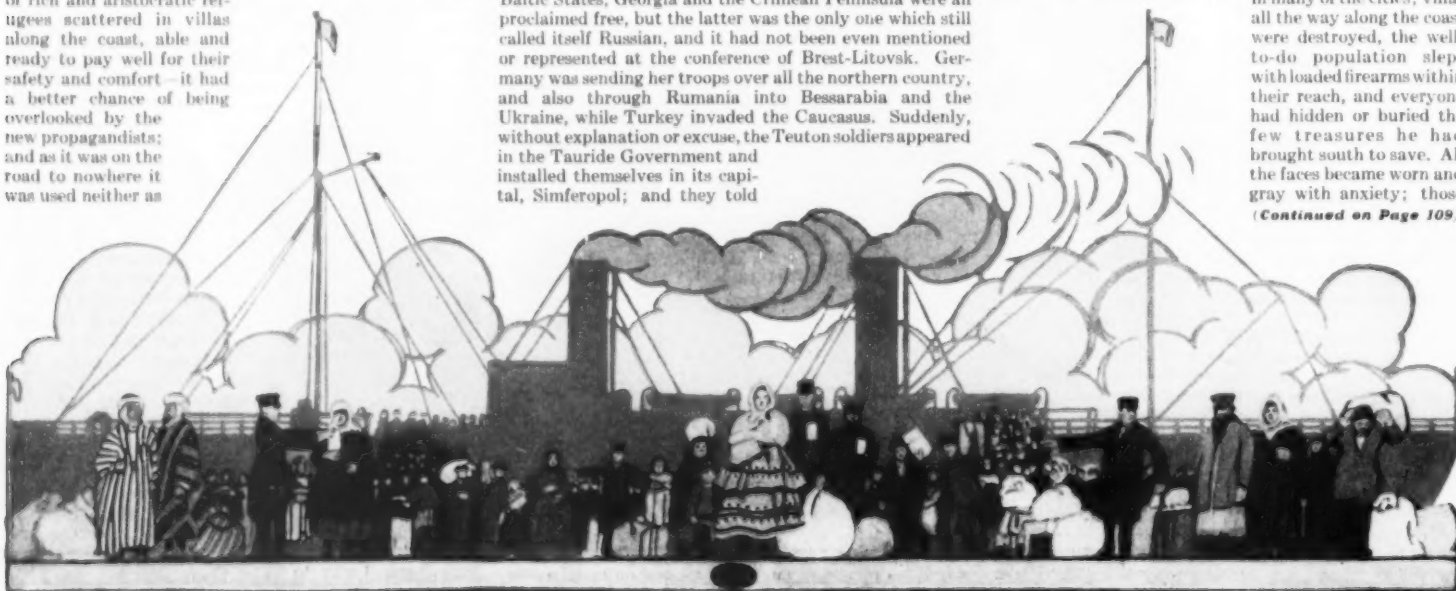 of rich and aristocratic ref-
ugees scattered in villas
along the coast, able and
ready to pay well for their
safety and comfort—it had
a better chance of being
overlooked by the
new propagandists;
and as it was on the
road to nowhere it
was used neither as
Baltic States, Georgia and the Crimean Peninsula were all
proclaimed free, but the latter was the only one which still
called itself Russian, and it had not been even mentioned
or represented at the conference of Brest-Litovsk. Ger-
many was sending her troops over all the northern country,
and also through Rumania into Bessarabia and the
Ukraine, while Turkey invaded the Caucasus. Suddenly,
without explanation or excuse, the Teuton soldiers appeared
in the Tauride Government and
installed themselves in its capi-
tal, Simferopol; and they told
in many of the
all the way along the coas
were destroyed, the well
to-do population slep
with loaded firearms within
their reach, and everyon
had hidden or buried th
few treasures he had
brought south to save. Al
the faces became worn and
gray with anxiety; thos
(Continued on Page 109